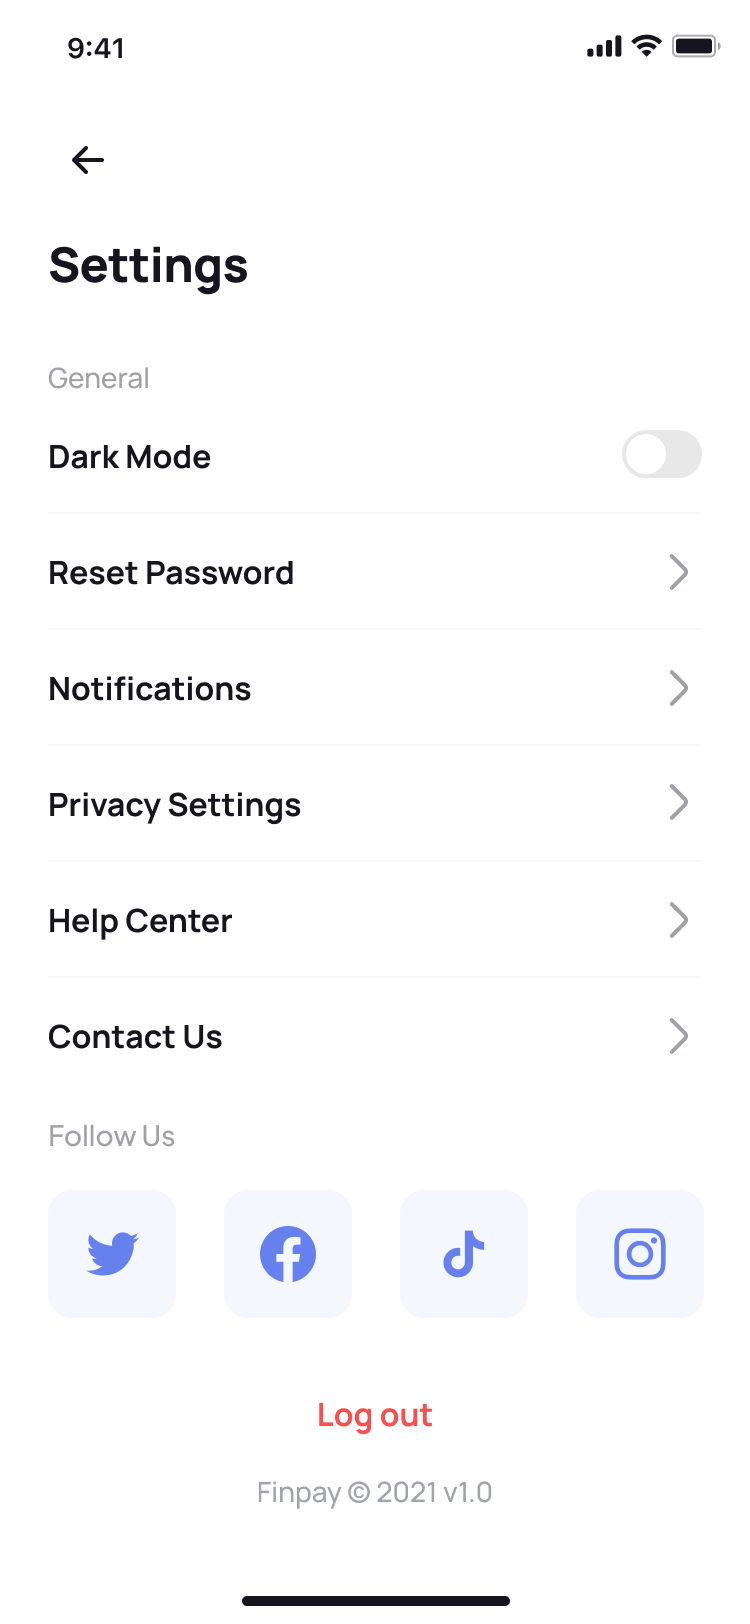 9:41
Settings
General
Dark Mode
Reset Password
Notifications
Privacy Settings
Help Center
Contact Us
Follow Us
Log out
Finpay © 2021 v1.0